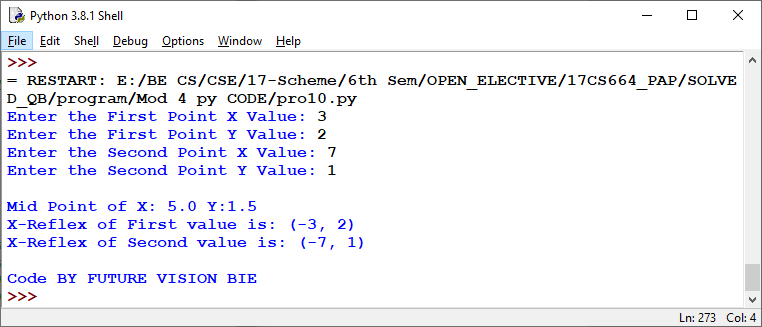 Python 3.8.1 Shell
File Edit Shell Debug Options Window Help
>>>
= RESTART: E:/BE CS/CSE/17-Scheme/6th Sem/OPEN_ELECTIVE/17CS664_PAP/SOLVE
D_QB/program/Mod 4 py CODE/pro10.py
Enter the First Point X Value: 3
Enter the First Point Y Value: 2
Enter the Second Point X Value: 7
Enter the Second Point Y Value: 1
Mid Point of X: 5.0 Y:1.5
X-Reflex of First value is: (-3, 2)
X-Reflex of Second value is: (-7, 1)
Code BY FUTURE VISION BIE
>>>
Ln: 273 Col: 4